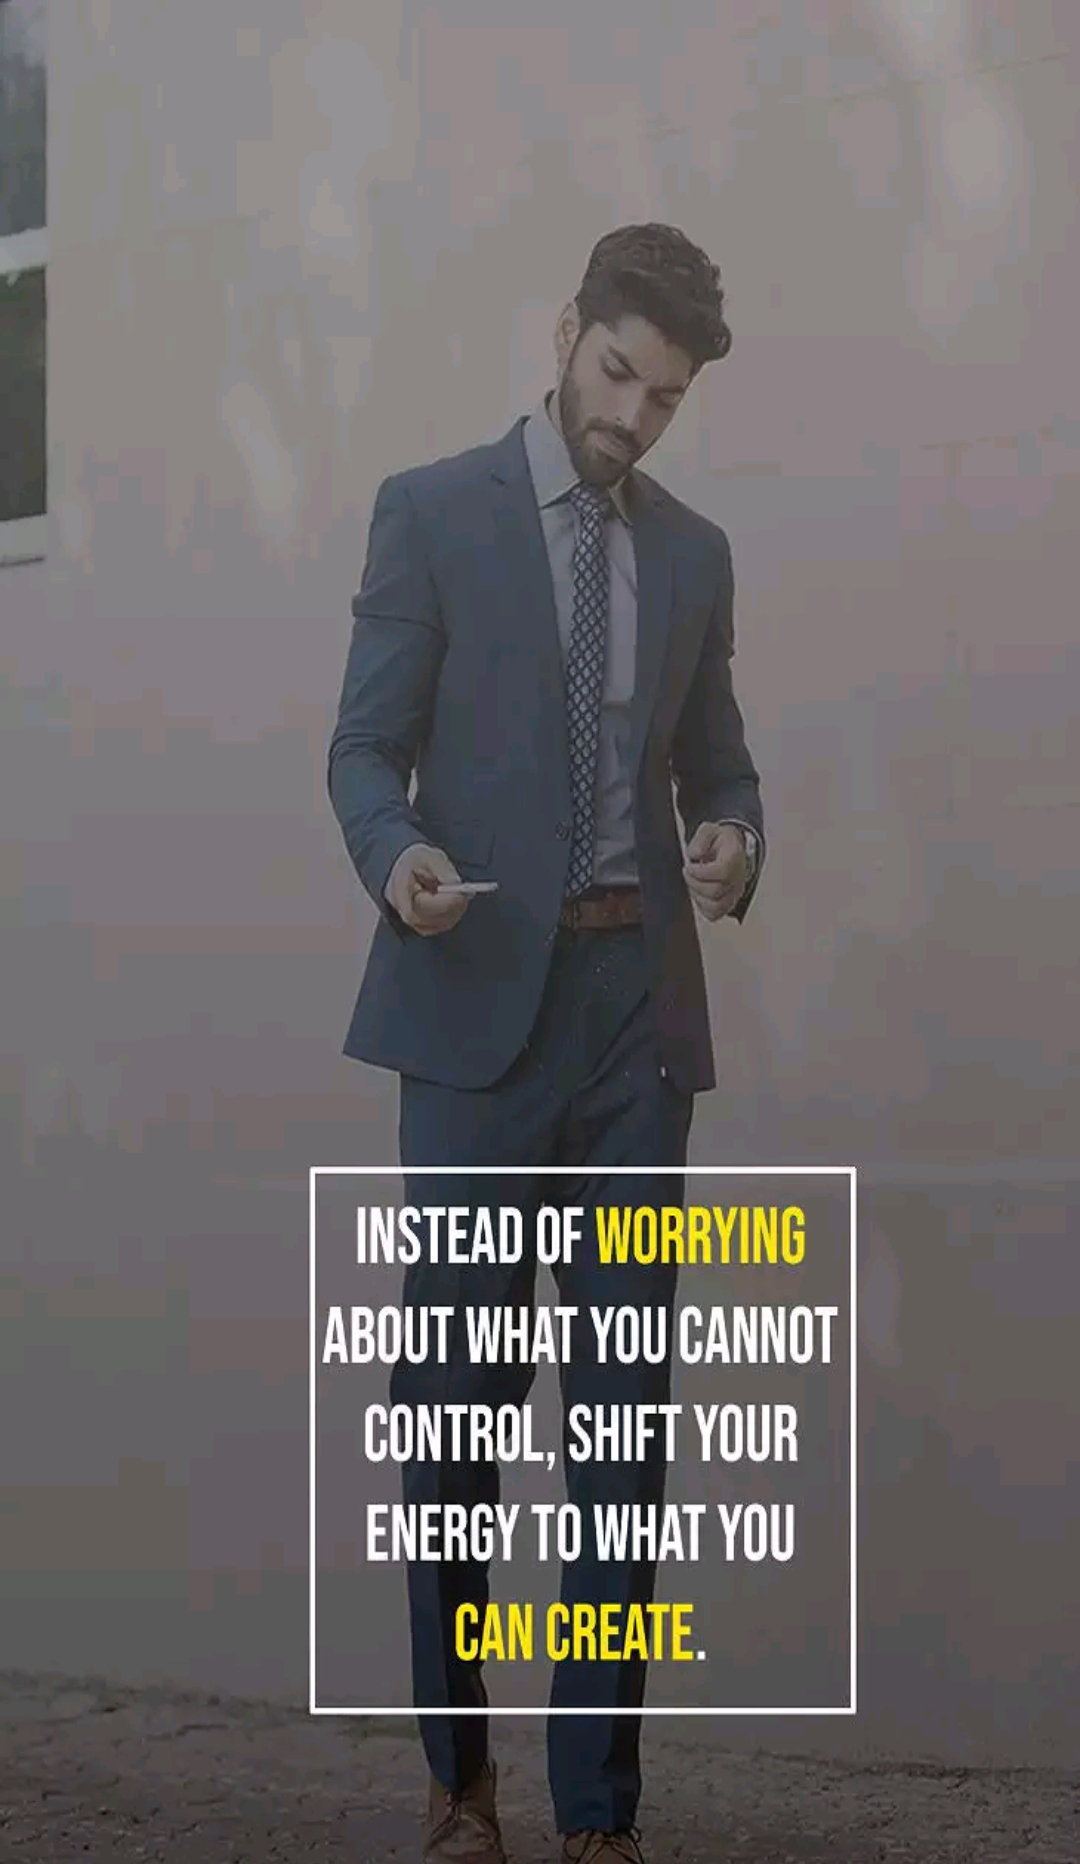 INSTEAD OF WORRYING
ABOUT WHAT YOU CANNOT
CONTROL, SHIFT YOUR
ENERGY TO WHAT YOU
CAN CREATE.